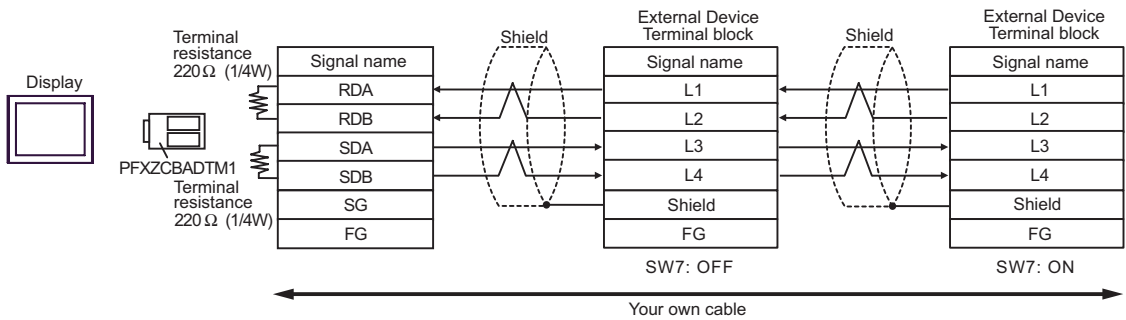 Display
PFXZCBADTM1
Terminal
resistance
220Ω (1/4W)
Terminal
resistance
220Ω (1/4W)
Signal name
RDA
RDB
SDA
SDB
SG
FG
Shield
External Device
Terminal block
Signal name
L1
L2
L3
L4
Shield
FG
SW7: OFF
Shield
External Device
Terminal block
Signal name
L1
L2
L3
L4
Shield
FG
SW7: ON
Your own cable